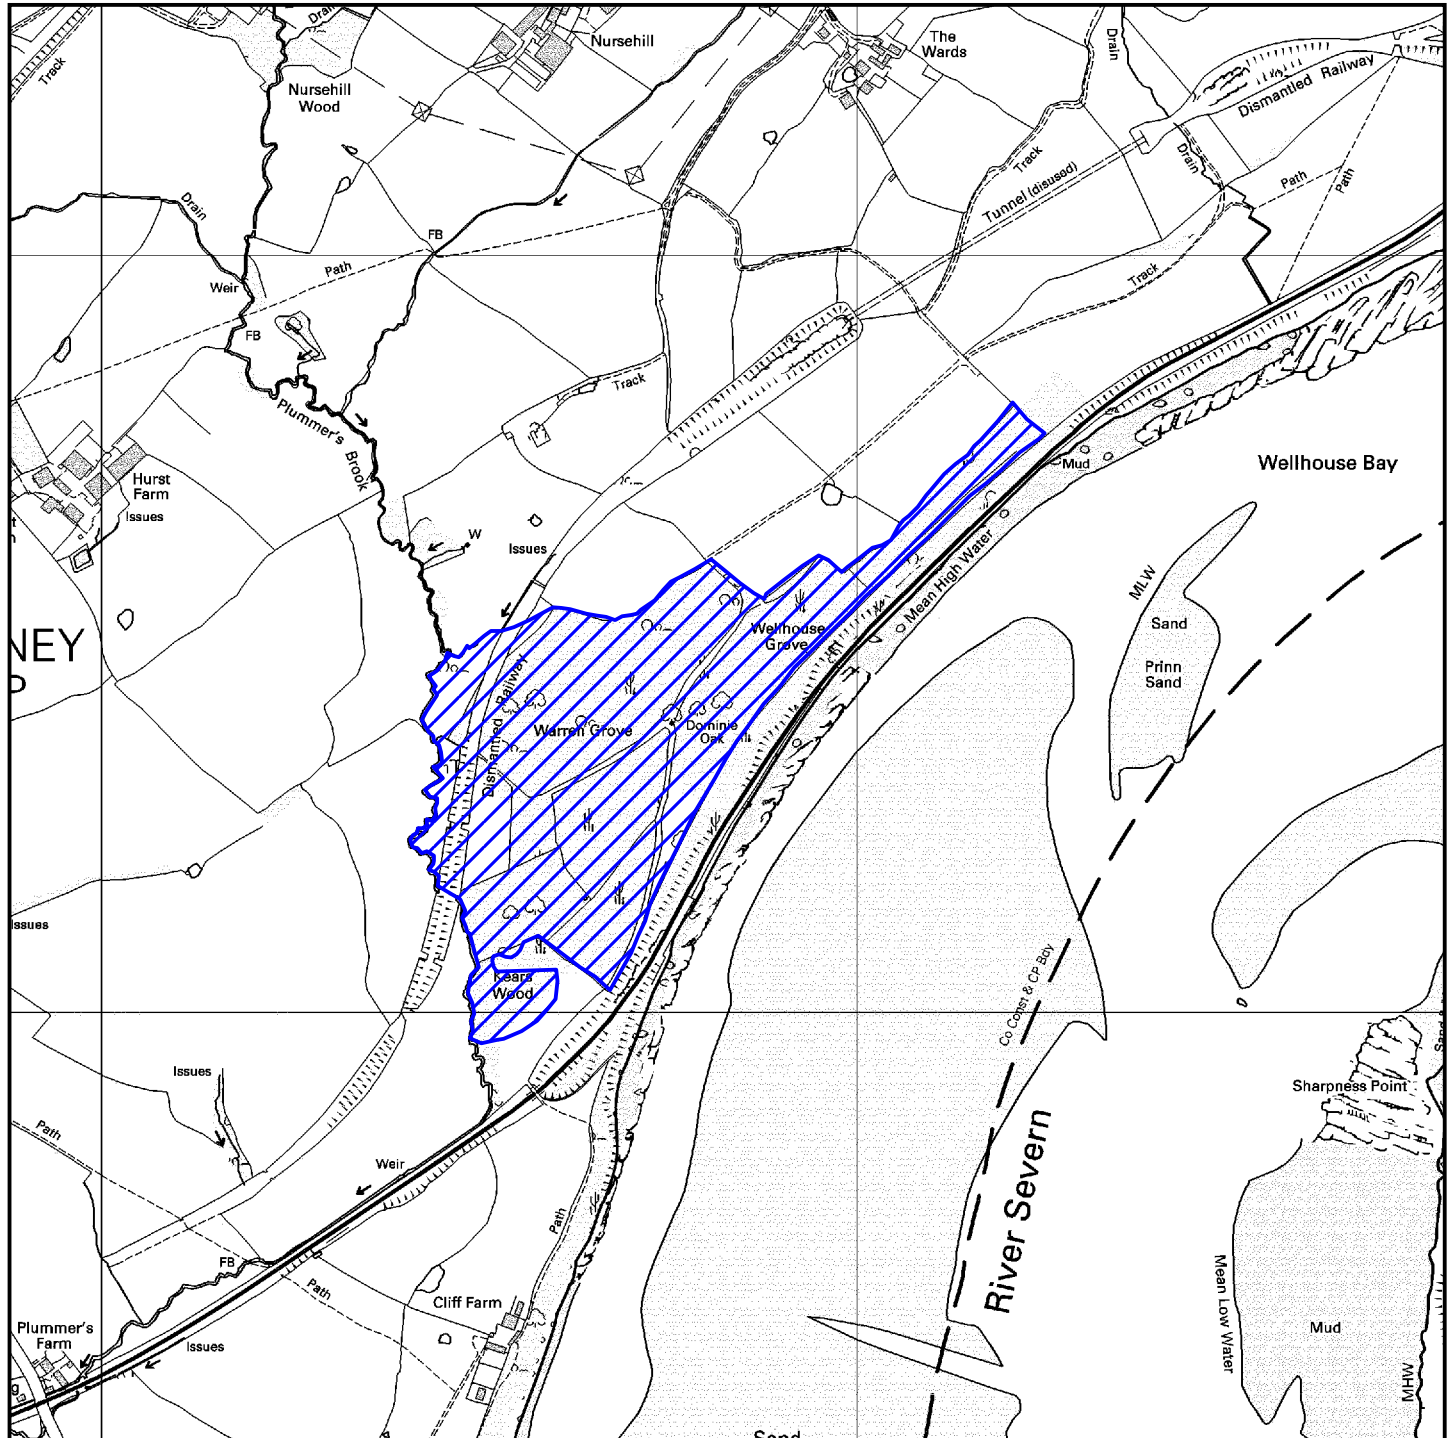 Drain
Nursehill
The
Wards
Drain
Track
Nursehill
Wood
Dismantled Railway
Track
Drain
Tunnel (disused)
Path
Path
Drain
FB
Path
Weir
Track
FB
Track
Plummer's
Brook
Hurst
Farm
Issues
Mud
Wellhouse Bay
W
Issues
Mean High Water
MLW
Sand
Prinn
Sand
NEY
P
Wellhouse
Grove
Dismantled Railway
Warren Grove
Dominie
Oak
Issues
Kears
Wood
Co Const & CP Bdy
Issues
Sharpness Point
Path
Weir
River Severn
Path
FB
Path
Cliff Farm
Mean Low Water
Mud
Plummer's
Farm
Issues
MHW
g
Sand